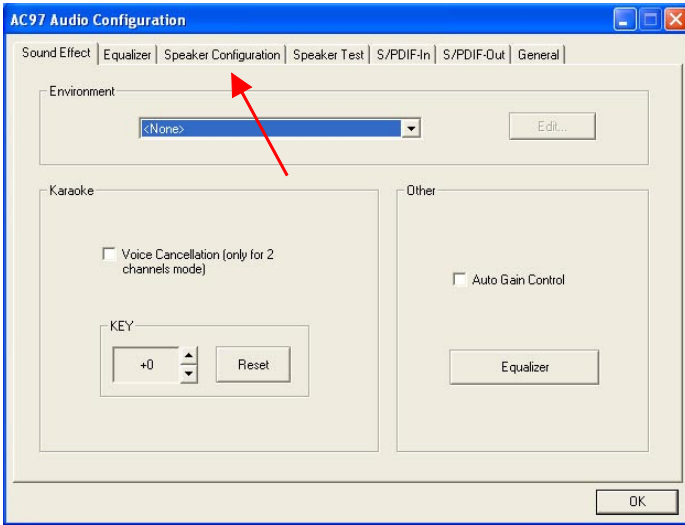 AC97 Audio Configuration
Sound Effect Equalizer Speaker Configuration Speaker Test S/PDIF-In S/PDIF-Out General
Environment
<None>
Edit...
Karaoke
Voice Cancellation (only for 2
channels mode)
KEY
+0
Reset
Other
Auto Gain Control
Equalizer
OK